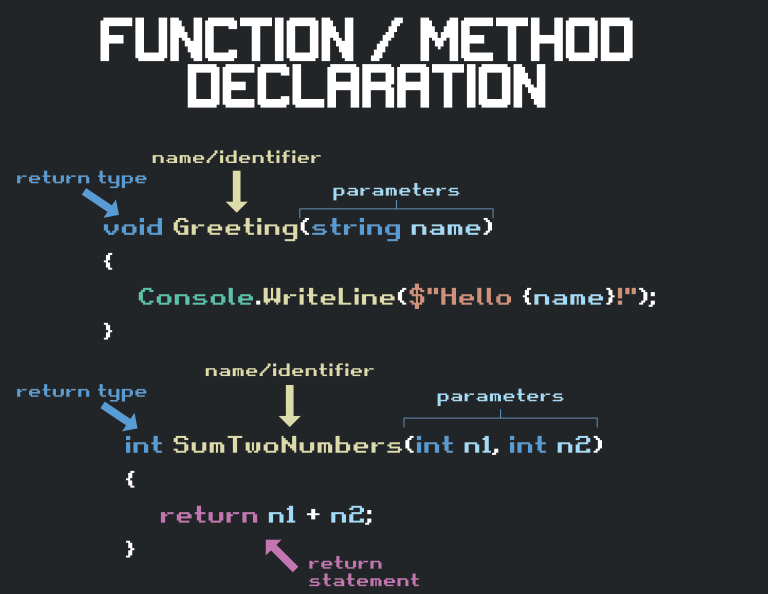 FUNCTION / METHOD
DECLARATION
name/identifier
return type
parameters
void Greeting(string name)
{
Console.WriteLine($"Hello {name}!");
}
name/identifier
return type
parameters
int SumTwoNumbers(int n1, int n2)
{
return n1 + n2;
}
return
statement